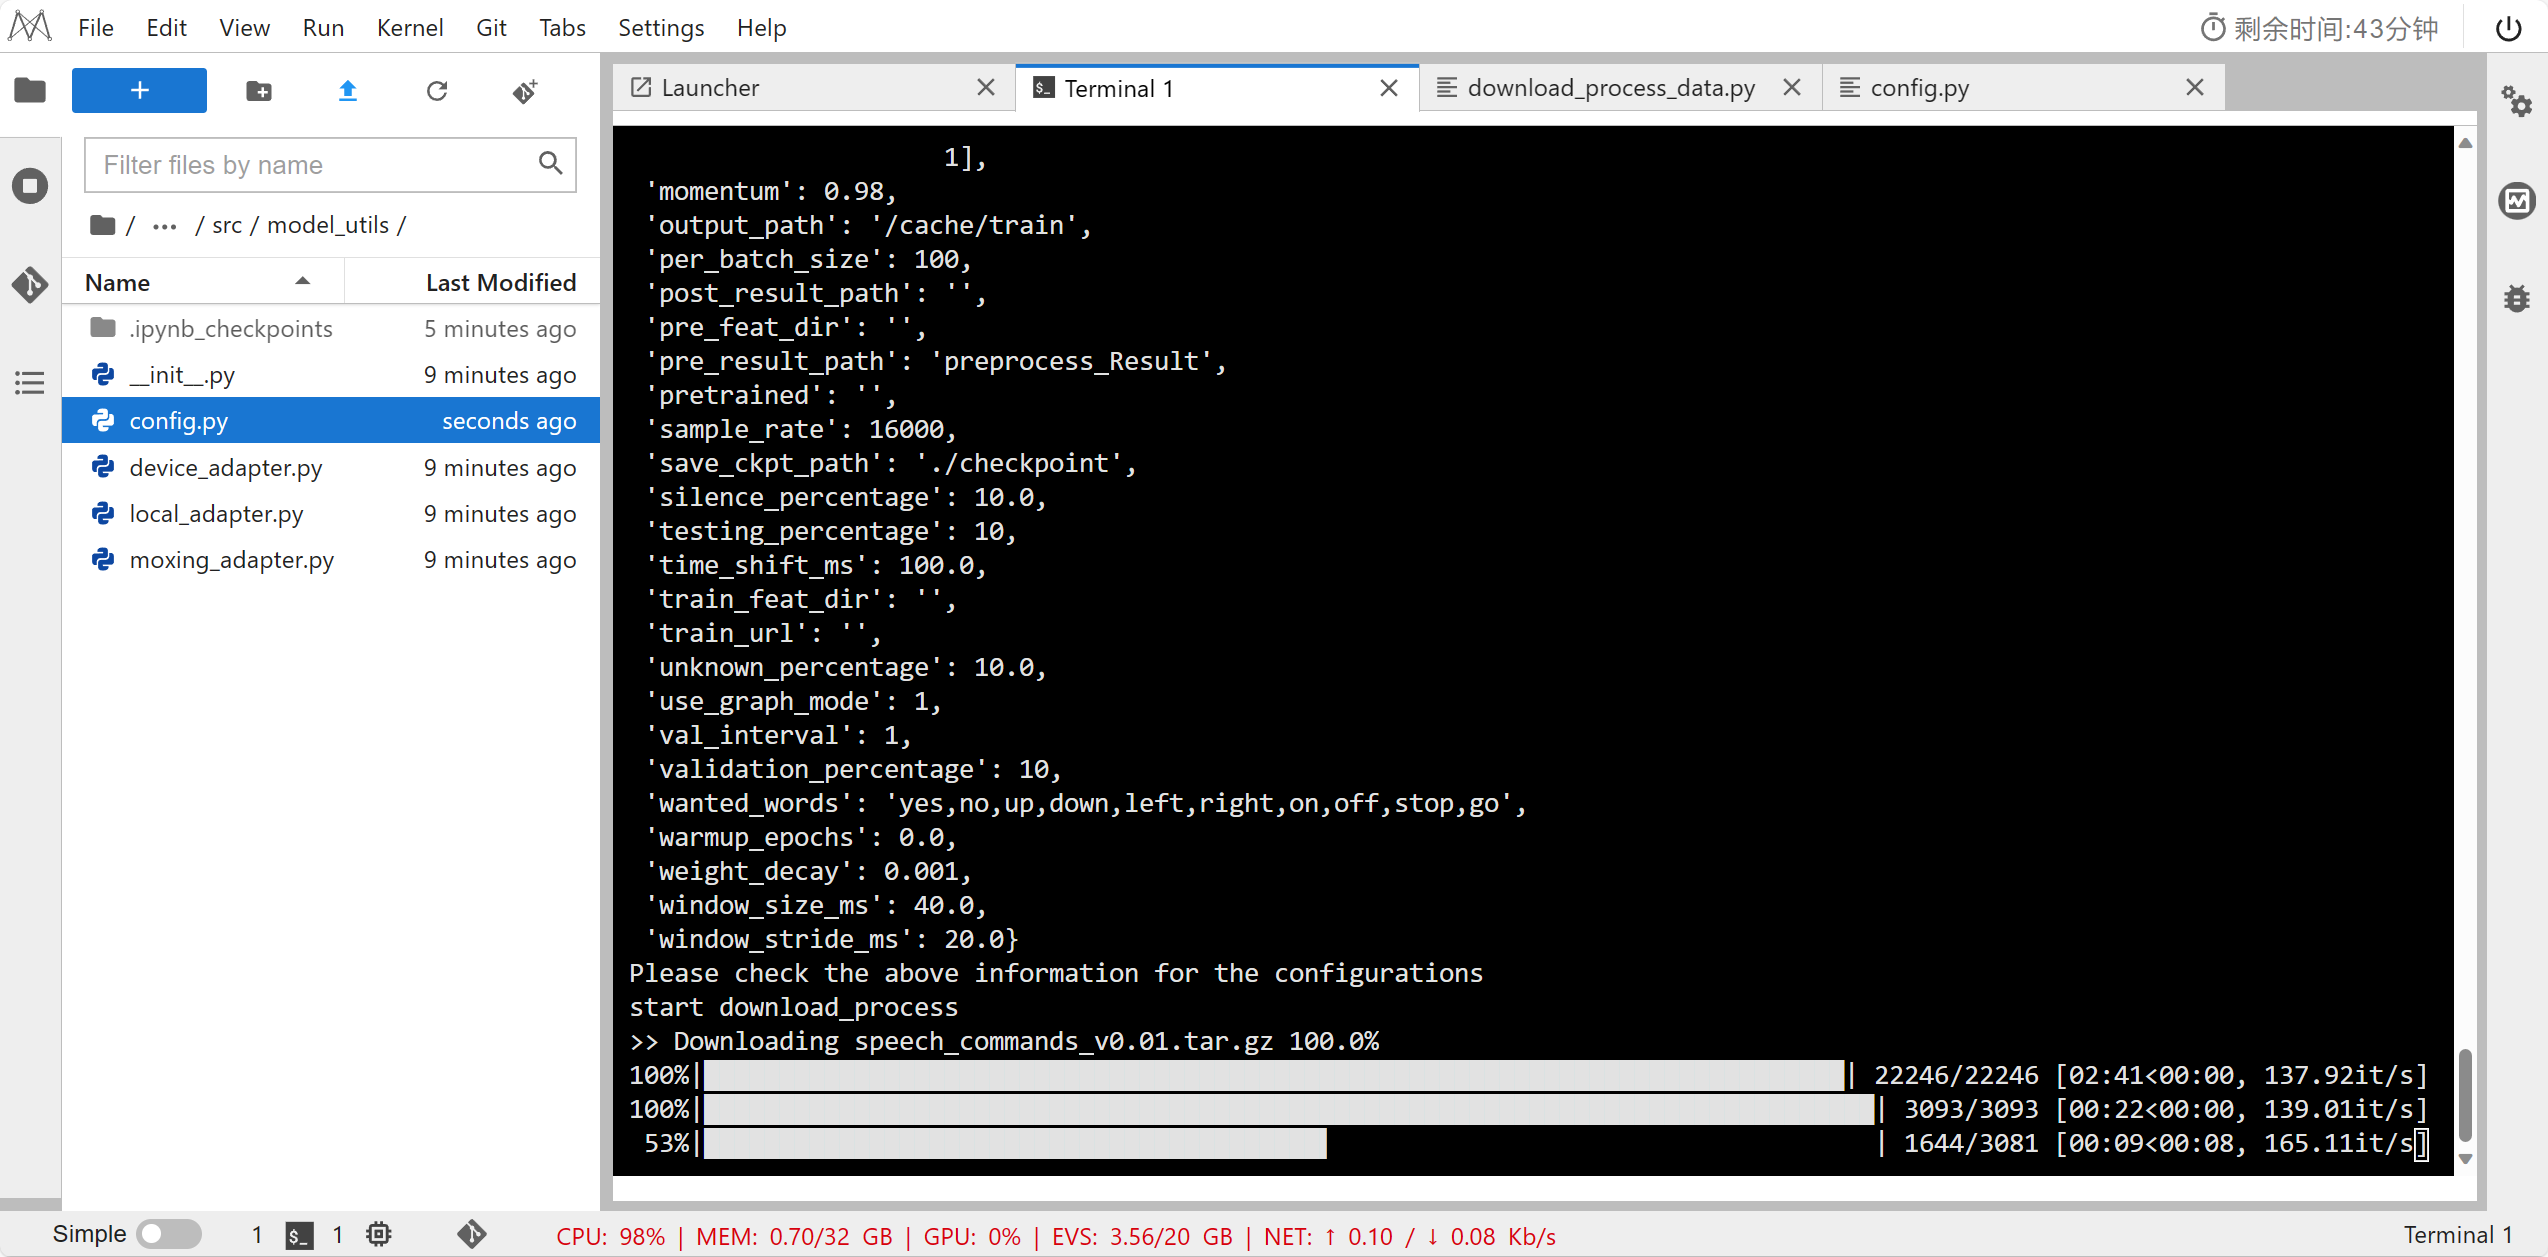 File Edit View Run Kernel Git Tabs Settings Help
剩余时间:43分钟
Launcher
Terminal 1
download_process_data.py
config.py
Filter files by name
/ ··· / src / model_utils /
Name Last Modified
.ipynb_checkpoints 5 minutes ago
__init__.py 9 minutes ago
config.py seconds ago
device_adapter.py 9 minutes ago
local_adapter.py 9 minutes ago
moxing_adapter.py 9 minutes ago
1],
'momentum': 0.98,
'output_path': '/cache/train',
'per_batch_size': 100,
'post_result_path': '',
'pre_feat_dir': '',
'pre_result_path': 'preprocess_Result',
'pretrained': '',
'sample_rate': 16000,
'save_ckpt_path': './checkpoint',
'silence_percentage': 10.0,
'testing_percentage': 10,
'time_shift_ms': 100.0,
'train_feat_dir': '',
'train_url': '',
'unknown_percentage': 10.0,
'use_graph_mode': 1,
'val_interval': 1,
'validation_percentage': 10,
'wanted_words': 'yes,no,up,down,left,right,on,off,stop,go',
'warmup_epochs': 0.0,
'weight_decay': 0.001,
'window_size_ms': 40.0,
'window_stride_ms': 20.0}
Please check the above information for the configurations
start download_process
>> Downloading speech_commands_v0.01.tar.gz 100.0%
100%| | 22246/22246 [02:41<00:00, 137.92it/s]
100%| | 3093/3093 [00:22<00:00, 139.01it/s]
53%| | 1644/3081 [00:09<00:08, 165.11it/s]
Simple 1 $_ 1 CPU: 98% | MEM: 0.70/32 GB | GPU: 0% | EVS: 3.56/20 GB | NET: ↑ 0.10 / ↓ 0.08 Kb/s Terminal 1